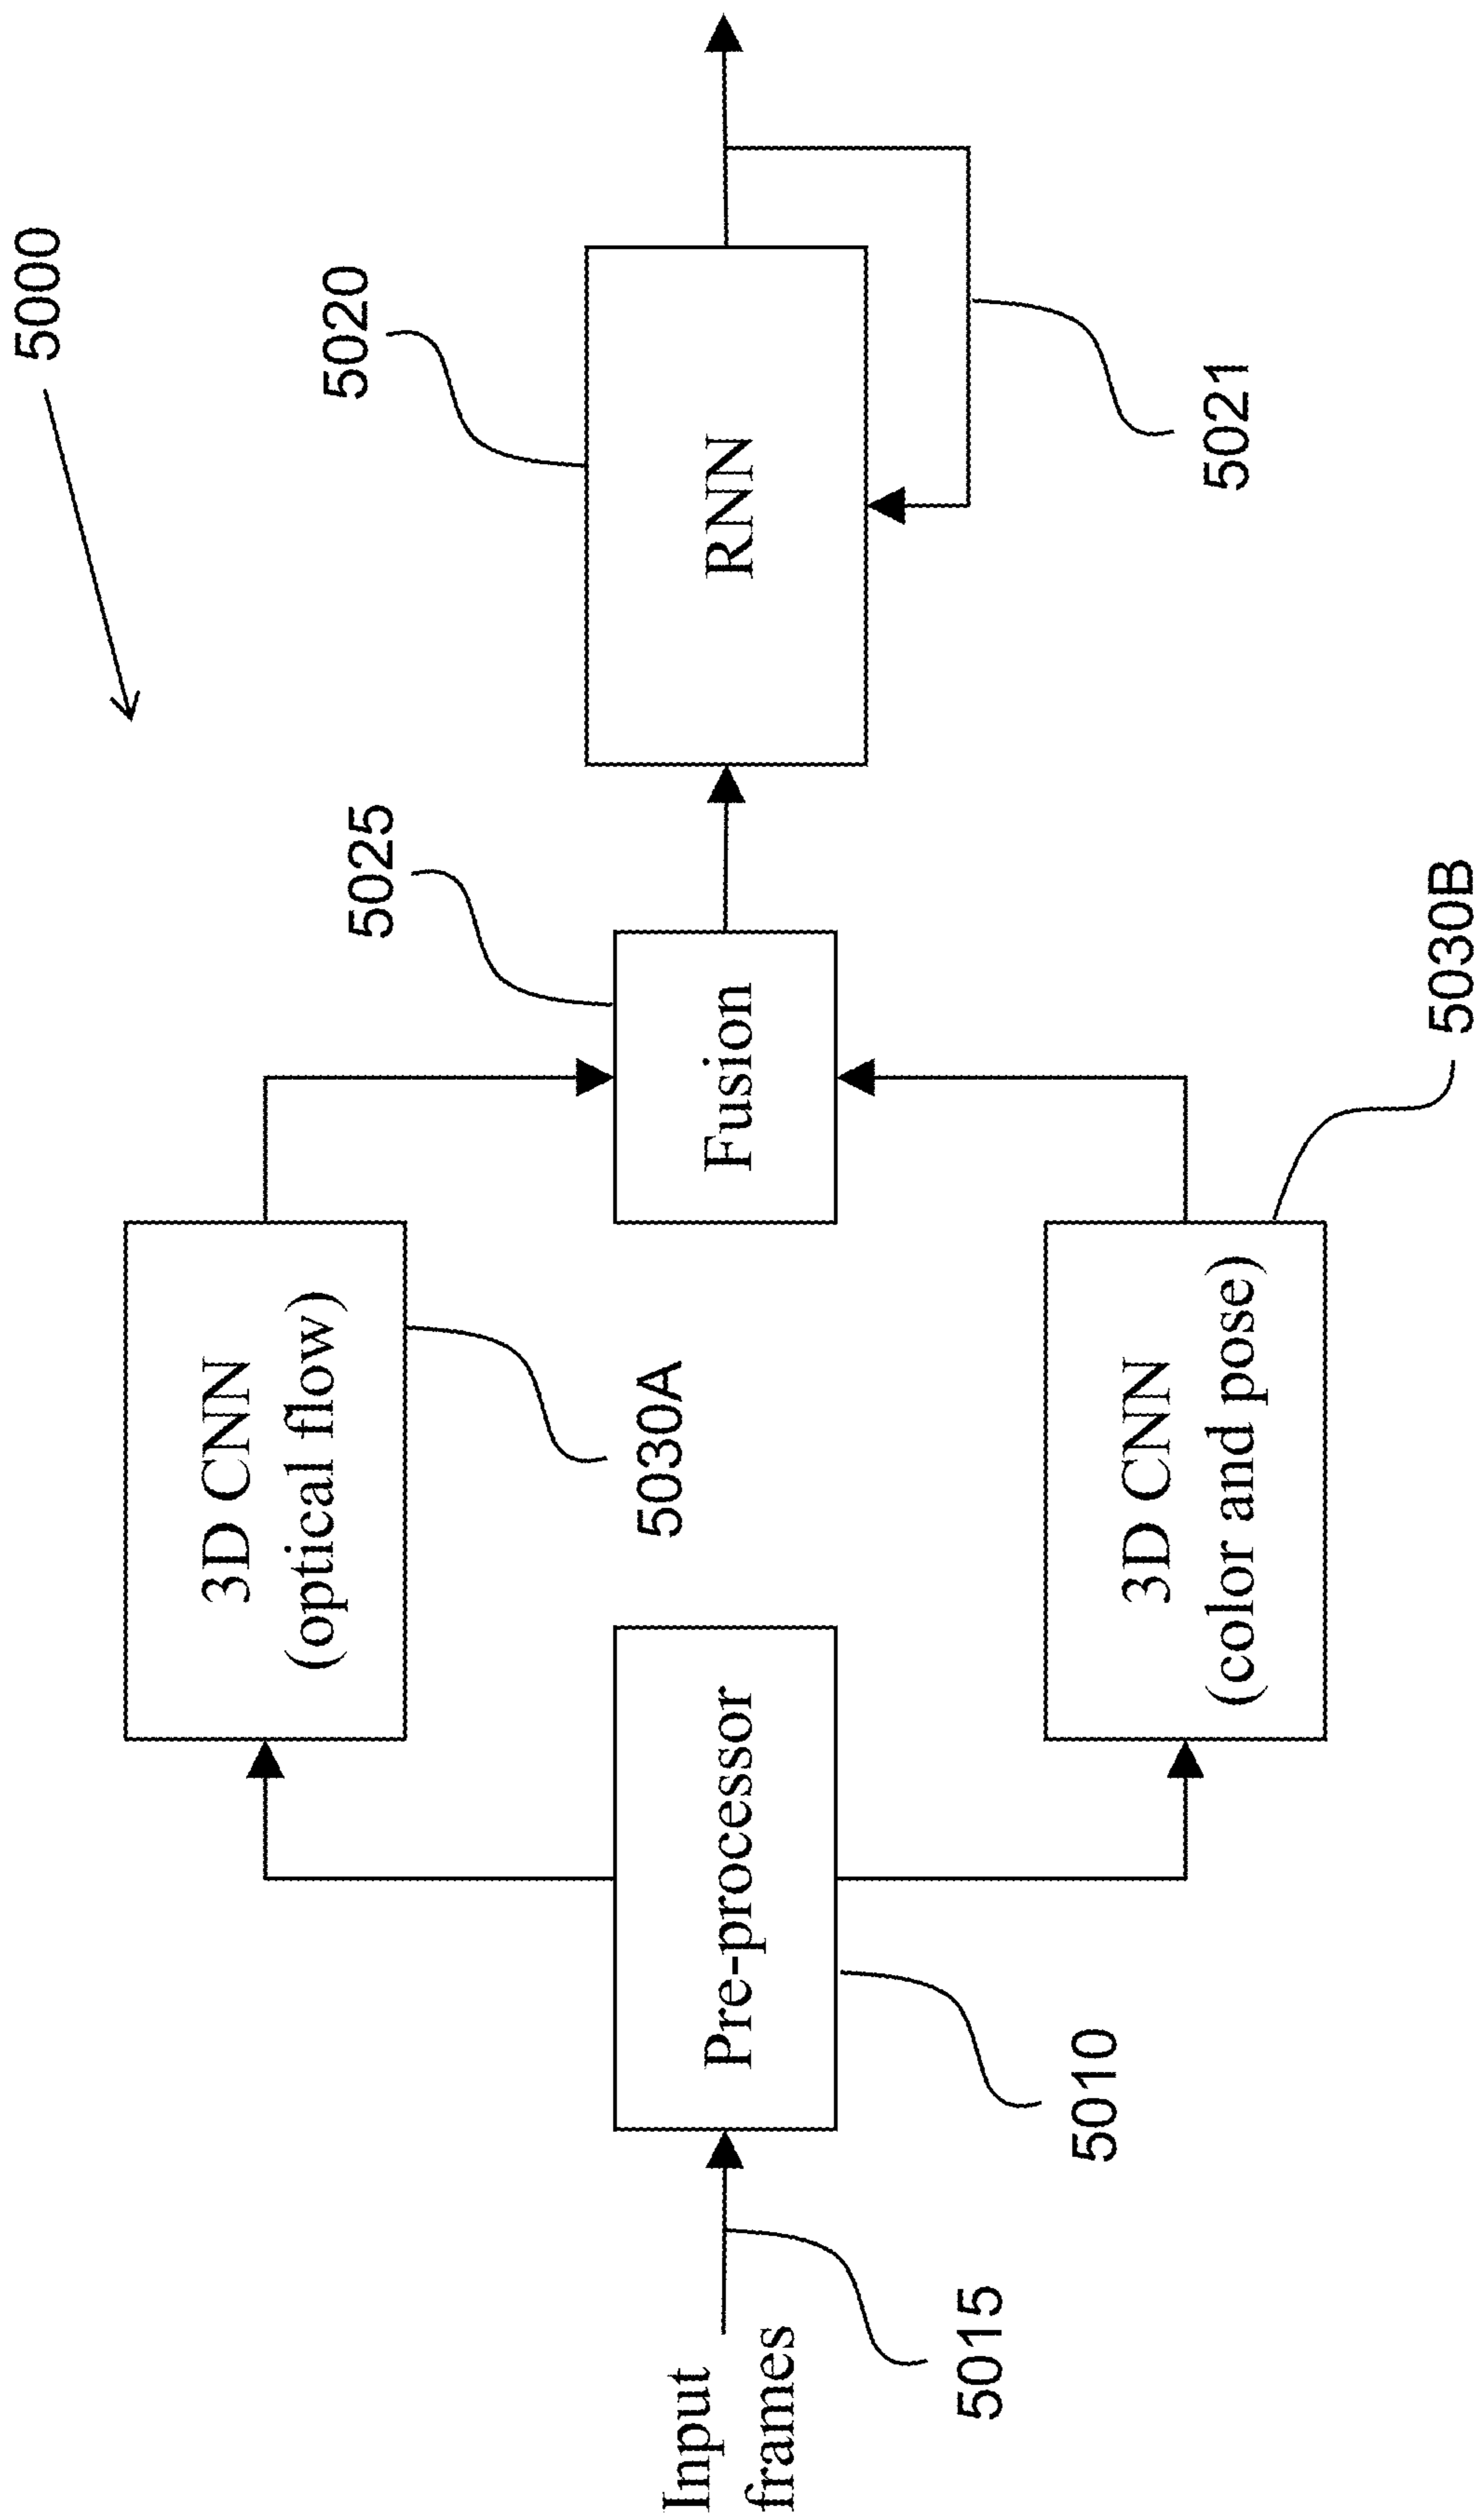 5000
5020
RNN
5021
5025
Fusion
5030B
3D CNN
(optical flow)
5030A
3D CNN
(color and pose)
Pre-processor
5010
5015
Input
frames